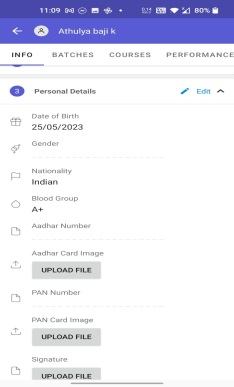 11:09
80%
Athulya baji k
INFO BATCHES COURSES PERFORMANCE
3 Personal Details Edit
Date of Birth
25/05/2023
Gender
Nationality
Indian
Blood Group
A+
Aadhar Number
Aadhar Card Image
UPLOAD FILE
PAN Number
PAN Card Image
UPLOAD FILE
Signature
UPLOAD FILE